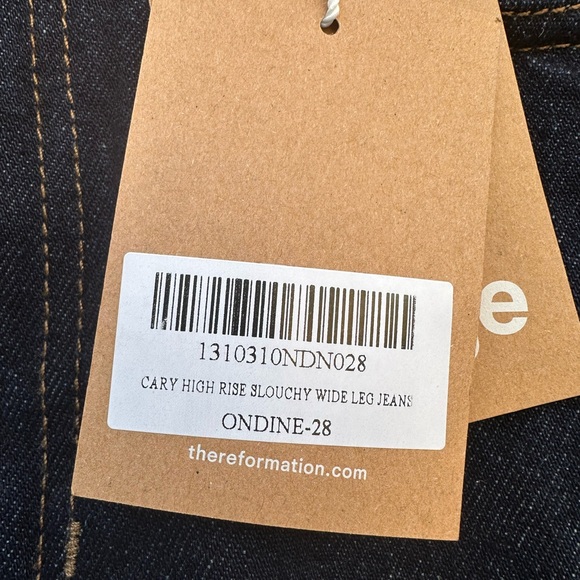 1310310NDN028
CARY HIGH RISE SLOUCHY WIDE LEG JEANS
ONDINE-28
thereformation.com
e